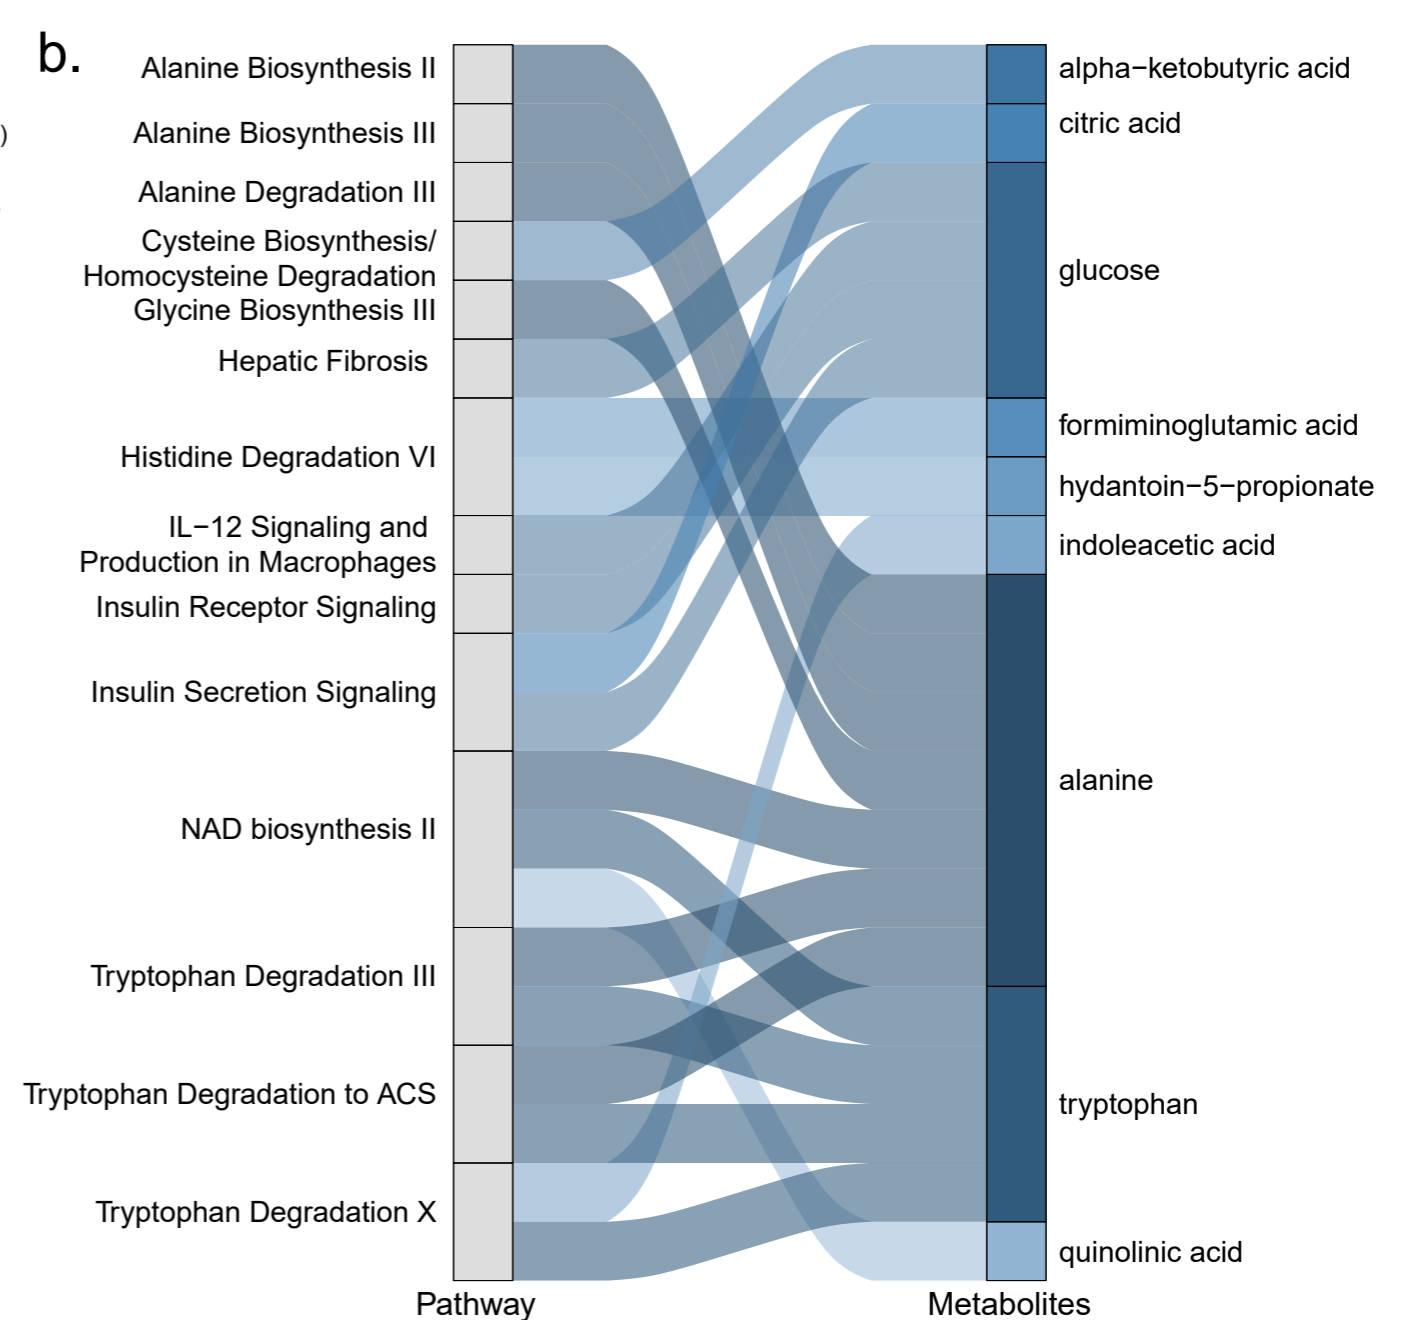 b.
)
Alanine Biosynthesis II
Alanine Biosynthesis III
Alanine Degradation III
Cysteine Biosynthesis/
Homocysteine Degradation
Glycine Biosynthesis III
Hepatic Fibrosis
Histidine Degradation VI
IL−12 Signaling and
Production in Macrophages
Insulin Receptor Signaling
Insulin Secretion Signaling
NAD biosynthesis II
Tryptophan Degradation III
Tryptophan Degradation to ACS
Tryptophan Degradation X
Pathway
alpha−ketobutyric acid
citric acid
glucose
formiminoglutamic acid
hydantoin−5−propionate
indoleacetic acid
alanine
tryptophan
quinolinic acid
Metabolites